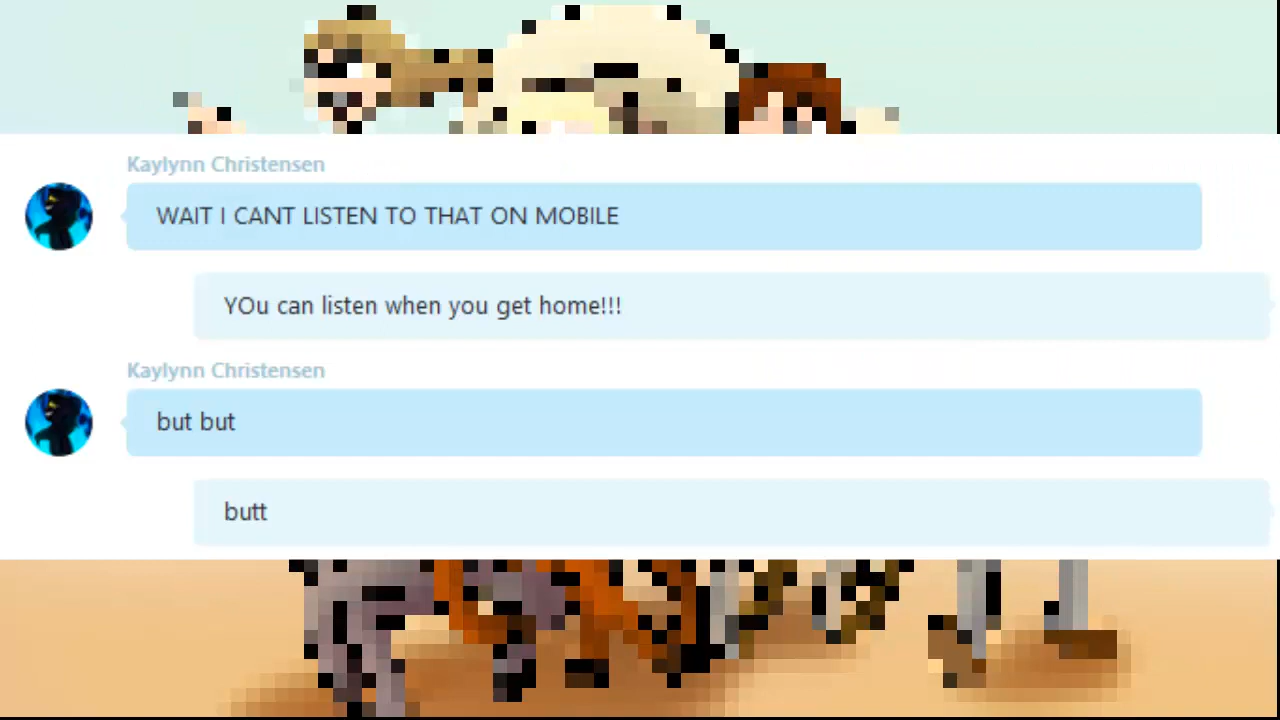 Kaylynn Christensen
WAIT I CANT LISTEN TO THAT ON MOBILE
YOu can listen when you get home!!!
Kaylynn Christensen
but but
butt